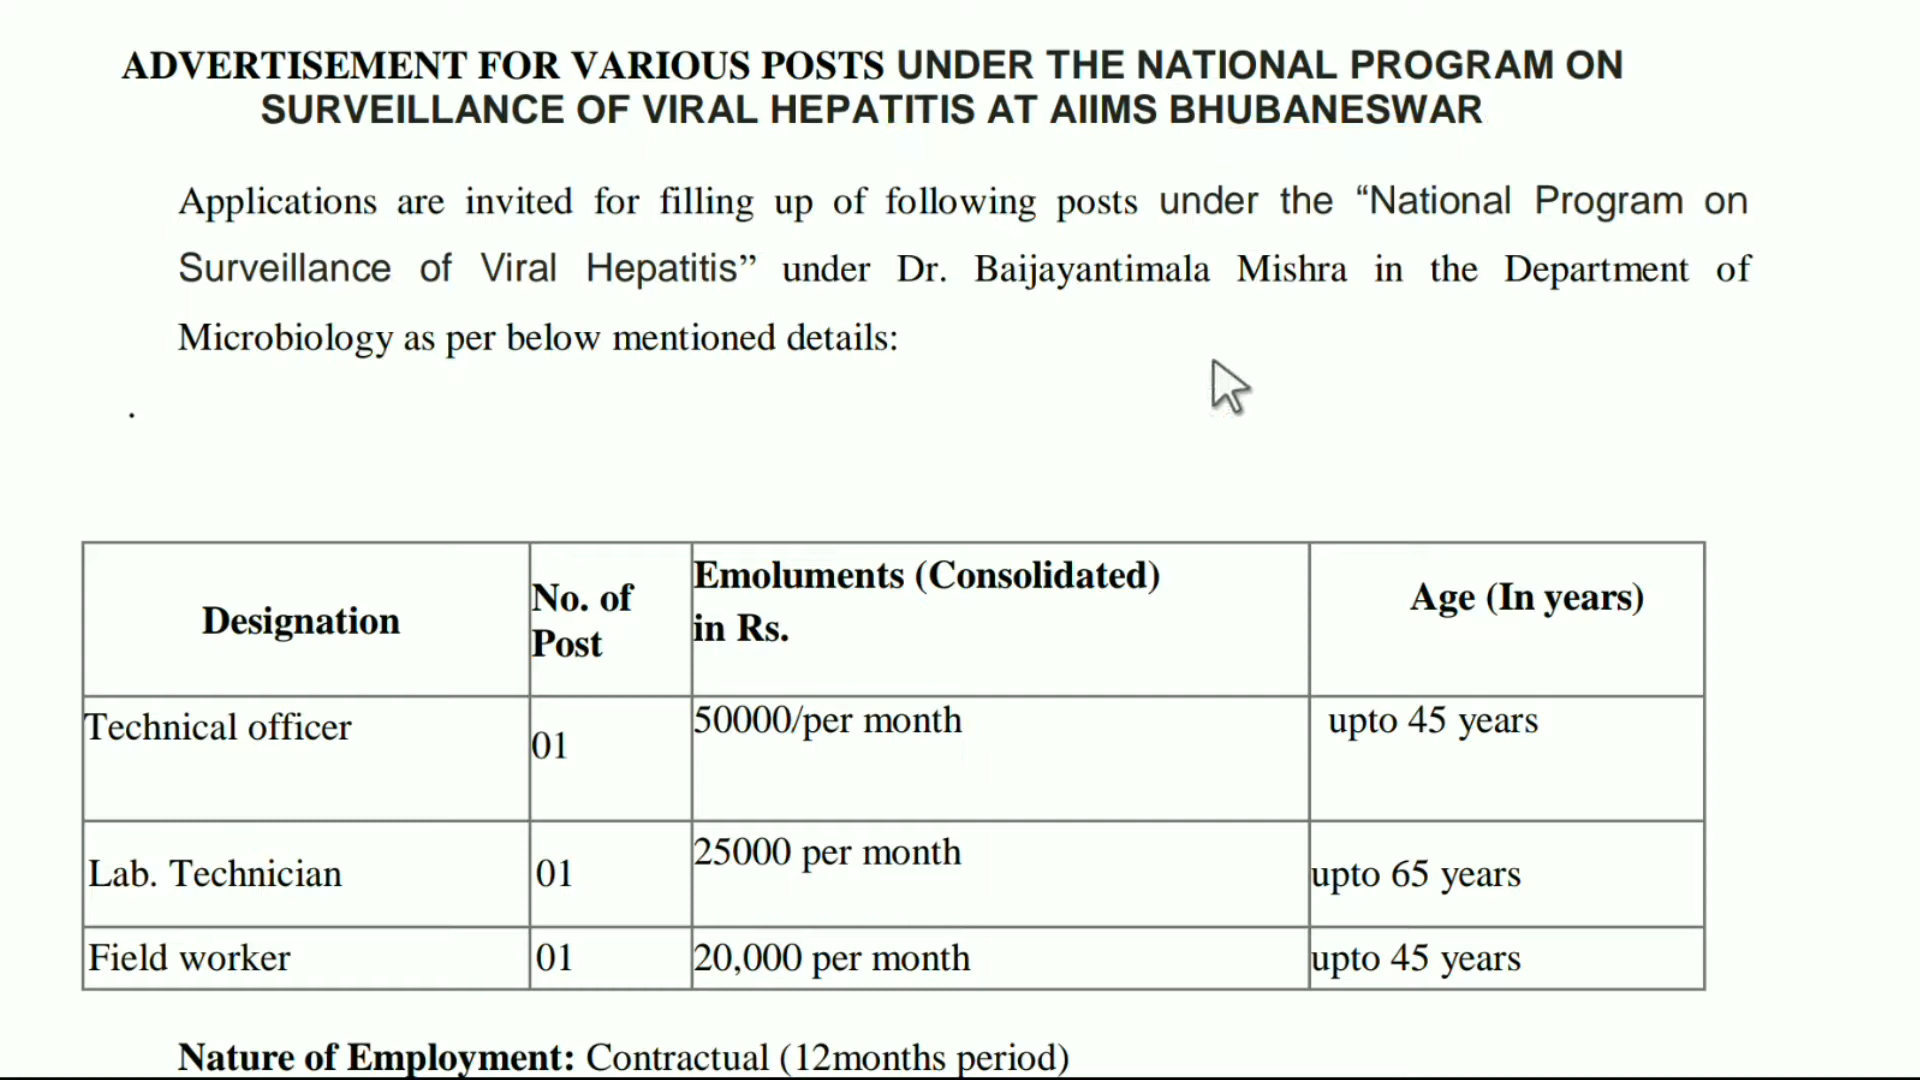 ADVERTISEMENT FOR VARIOUS POSTS UNDER THE NATIONAL PROGRAM ON
SURVEILLANCE OF VIRAL HEPATITIS AT AIIMS BHUBANESWAR
Applications are invited for filling up of following posts under the “National Program on
Surveillance of Viral Hepatitis” under Dr. Baijayantimala Mishra in the Department of
Microbiology as per below mentioned details:
.
Designation
No. of
Post
Emoluments (Consolidated)
in Rs.
Age (In years)
Technical officer
01
50000/per month
upto 45 years
Lab. Technician
01
25000 per month
upto 65 years
Field worker
01
20,000 per month
upto 45 years
Nature of Employment: Contractual (12months period)